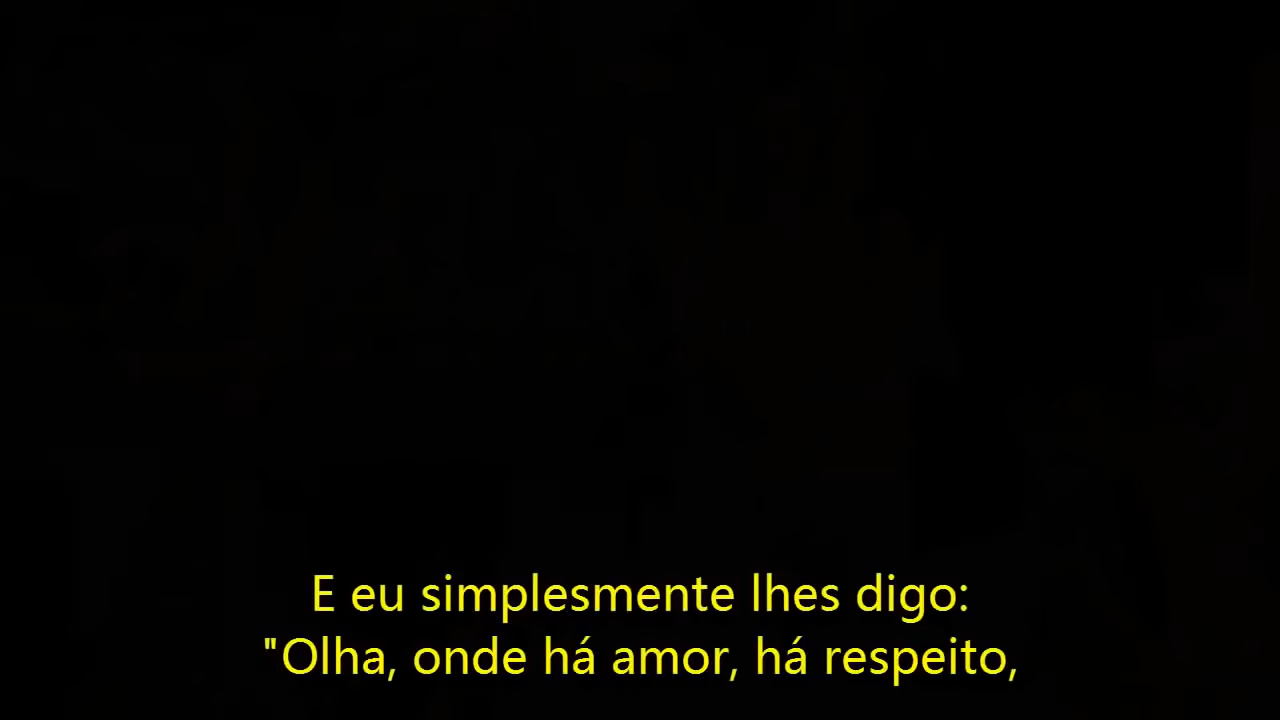 E eu simplesmente lhes digo:
"Olha, onde há amor, há respeito,